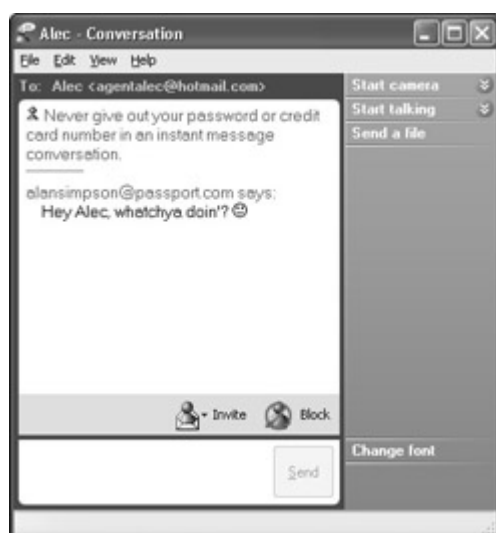 Alec - Conversation
File Edit View Help
To: Alec <agentalec@hotmail.com>
Never give out your password or credit
card number in an instant message
conversation.
alansimpson@passport.com says:
Hey Alec, whatchya doin'?
Invite Block
Send
Start camera
Start talking
Send a file
Change font